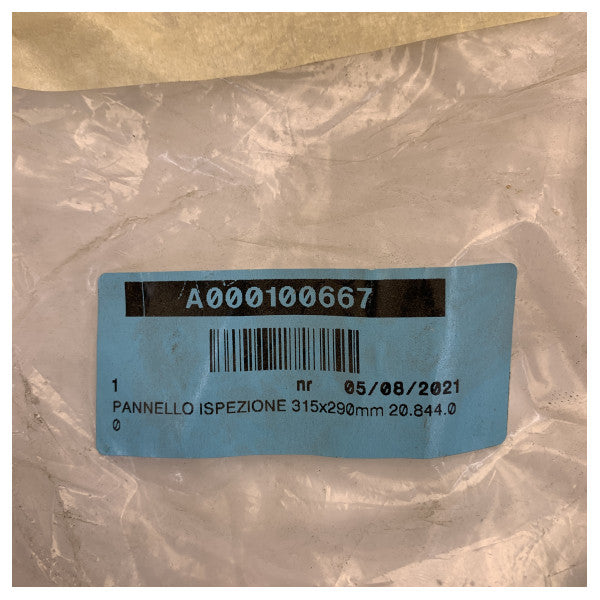 A000100667
1 nr 05/08/2021
PANNELLO ISPEZIONE 315x290mm 20.844.0
0